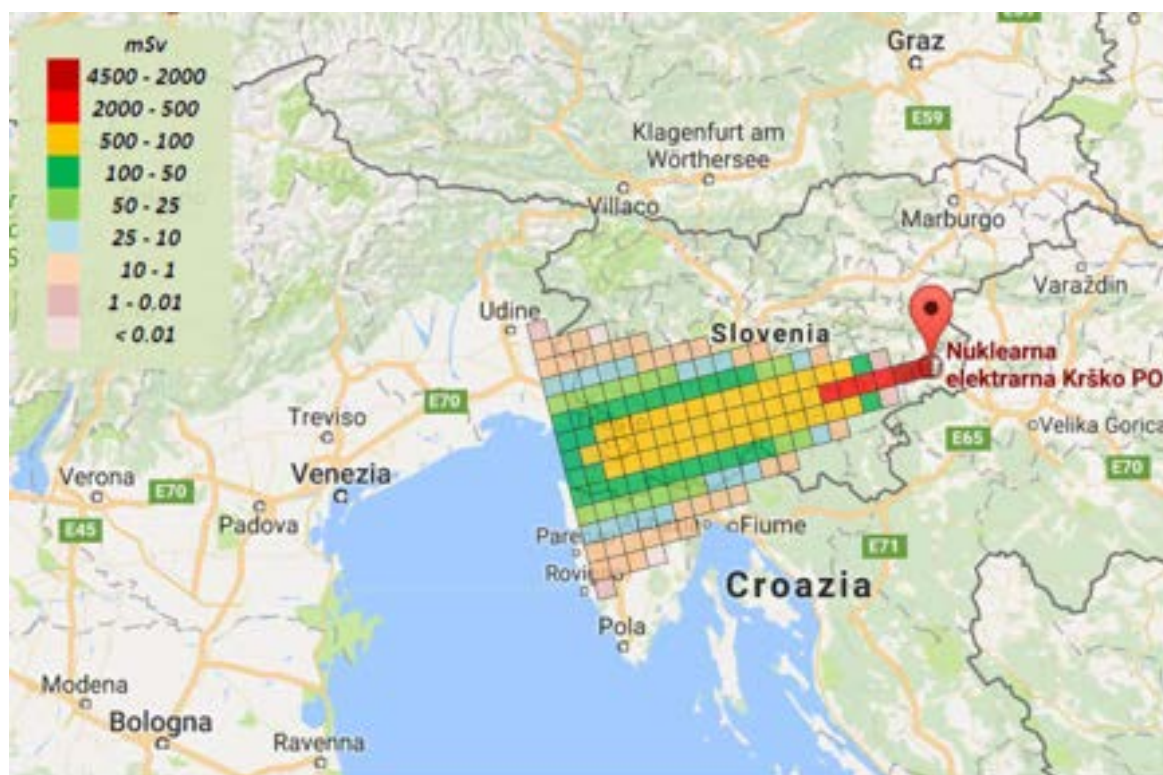 mSv
4500 - 2000
2000 - 500
500 - 100
100 - 50
50 - 25
25 - 10
10 - 1
1 - 0.01
< 0.01
Graz
E59
Klagenfurt am
Wörthersee
Villaco
Marburgo
Varaždin
Udine
Slovenia
Nuklearna
elektrarna Krško PO
Treviso
E70
Velika Gorica
E65
Verona
E70
Venezia
E70
Padova
E45
Fiume
E71
Pare
Rovi
Croazia
Pola
Modena
Bologna
Ravenna